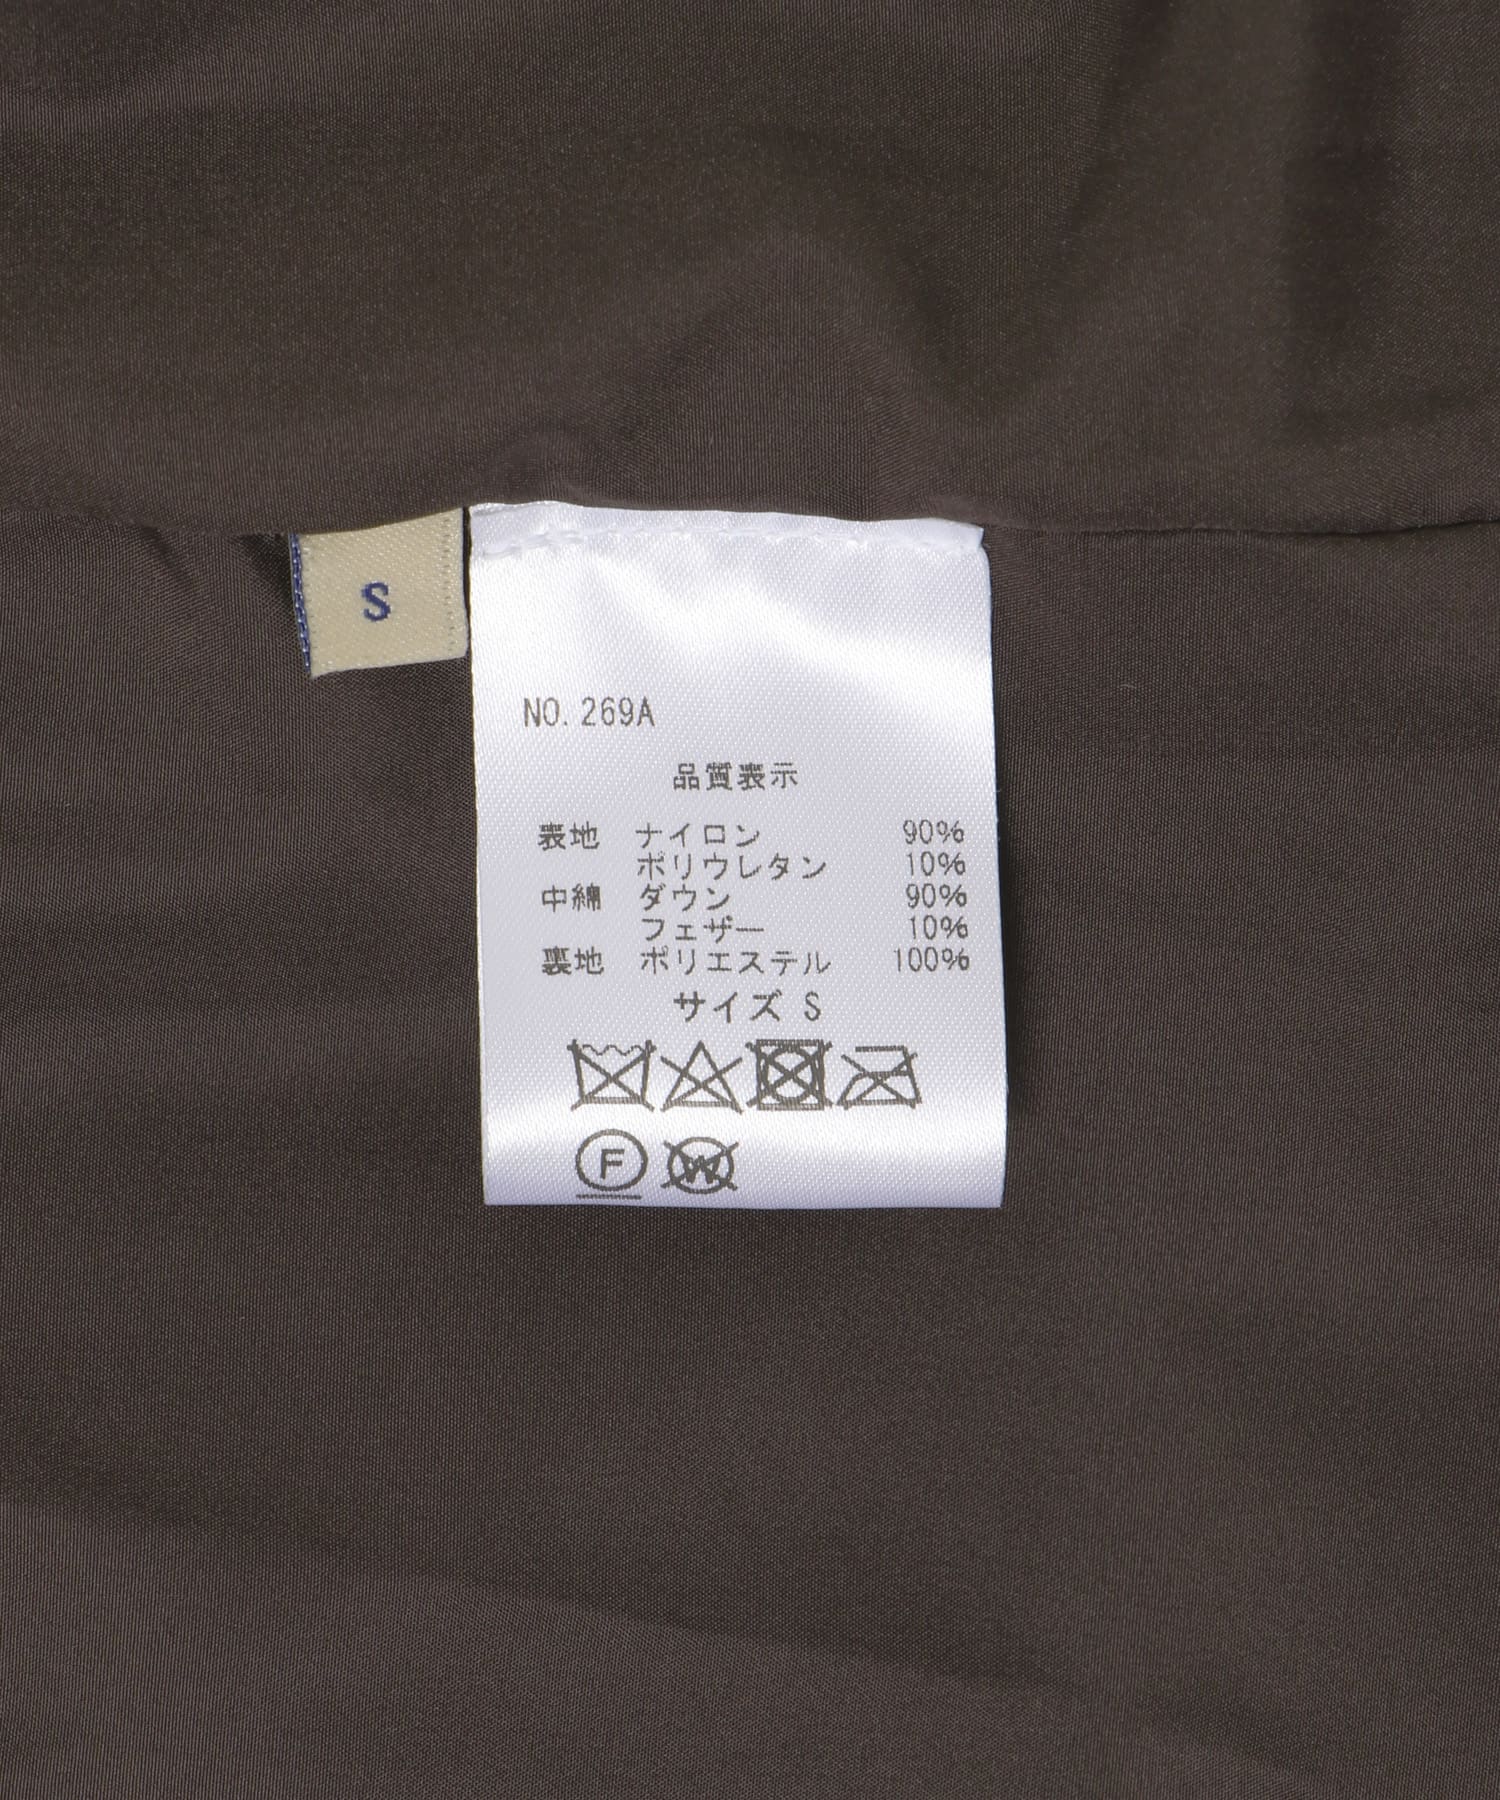 S
NO. 269A
品質表示
表地 ナイロン 90%
ポリウレタン 10%
中綿 ダウン 90%
フェザー 10%
裏地 ポリエステル 100%
サイズ S
F W